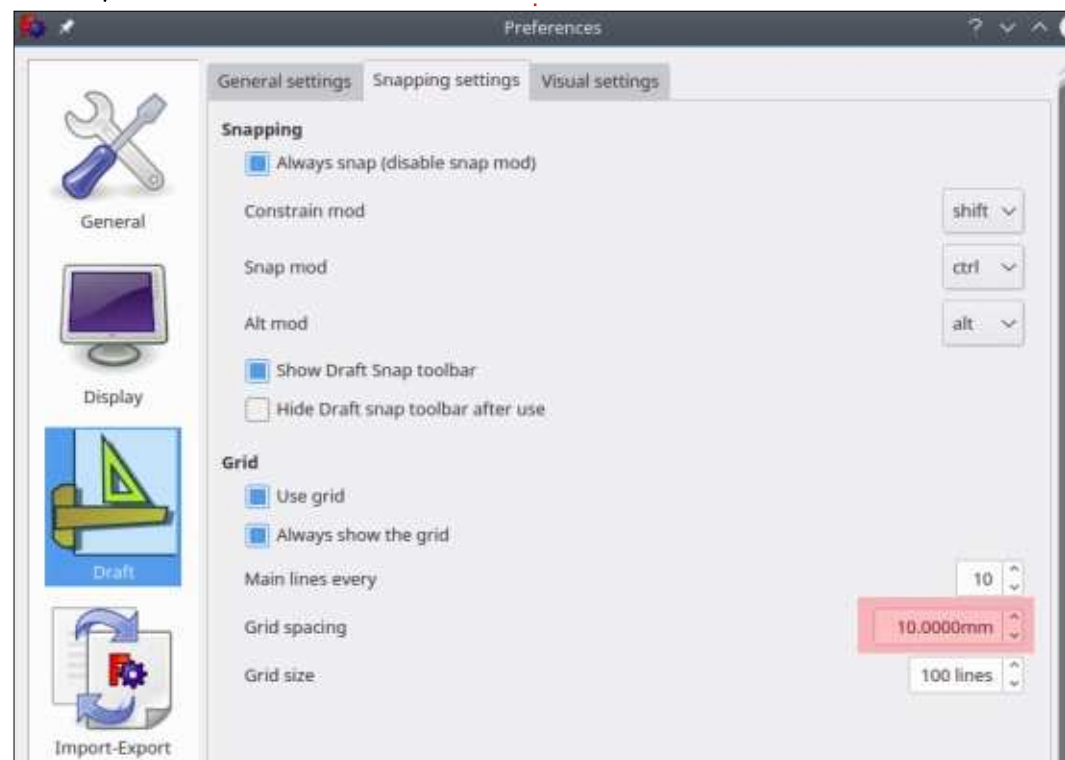 Preferences
General settings Snapping settings Visual settings
Snapping
Always snap (disable snap mod)
Constrain mod shift
Snap mod ctrl
Alt mod alt
Show Draft Snap toolbar
Hide Draft snap toolbar after use
Grid
Use grid
Always show the grid
Main lines every 10
Grid spacing 10.0000mm
Grid size 100 lines
General
Display
Draft
Import-Export